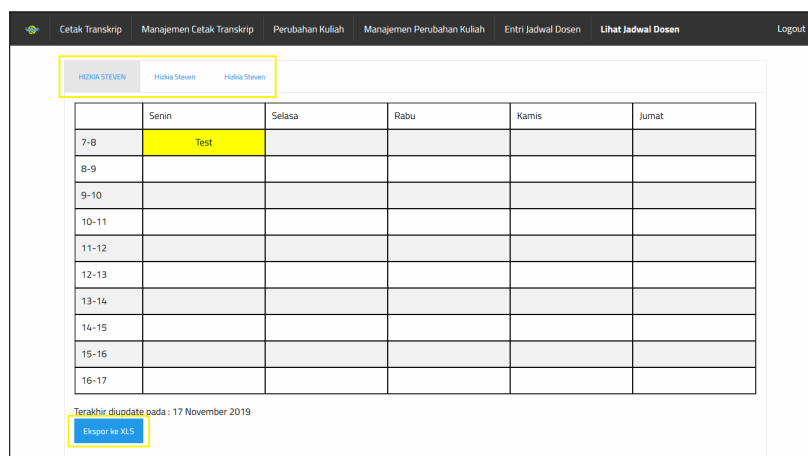 Cetak Transkrip Manajemen Cetak Transkrip Perubahan Kuliah Manajemen Perubahan Kuliah Entri Jadwal Dosen Lihat Jadwal Dosen Logout
HIZKIA STEVEN Hizkia Steven Hizkia Steven
Senin Selasa Rabu Kamis Jumat
7-8 Test
8-9
9-10
10-11
11-12
12-13
13-14
14-15
15-16
16-17
Terakhir diupdate pada : 17 November 2019
Ekspor ke XLS